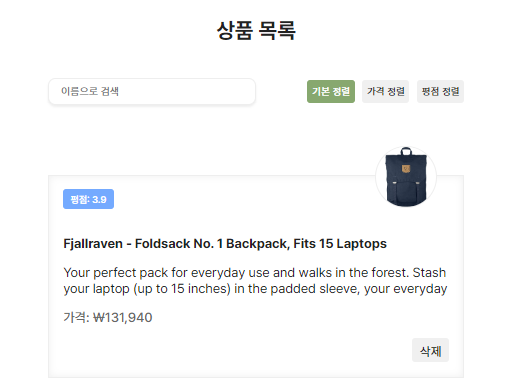 상품 목록
이름으로 검색
기본 정렬 가격 정렬 평점 정렬
평점: 3.9
Fjallraven - Foldsack No. 1 Backpack, Fits 15 Laptops
Your perfect pack for everyday use and walks in the forest. Stash
your laptop (up to 15 inches) in the padded sleeve, your everyday
가격: ₩131,940
삭제